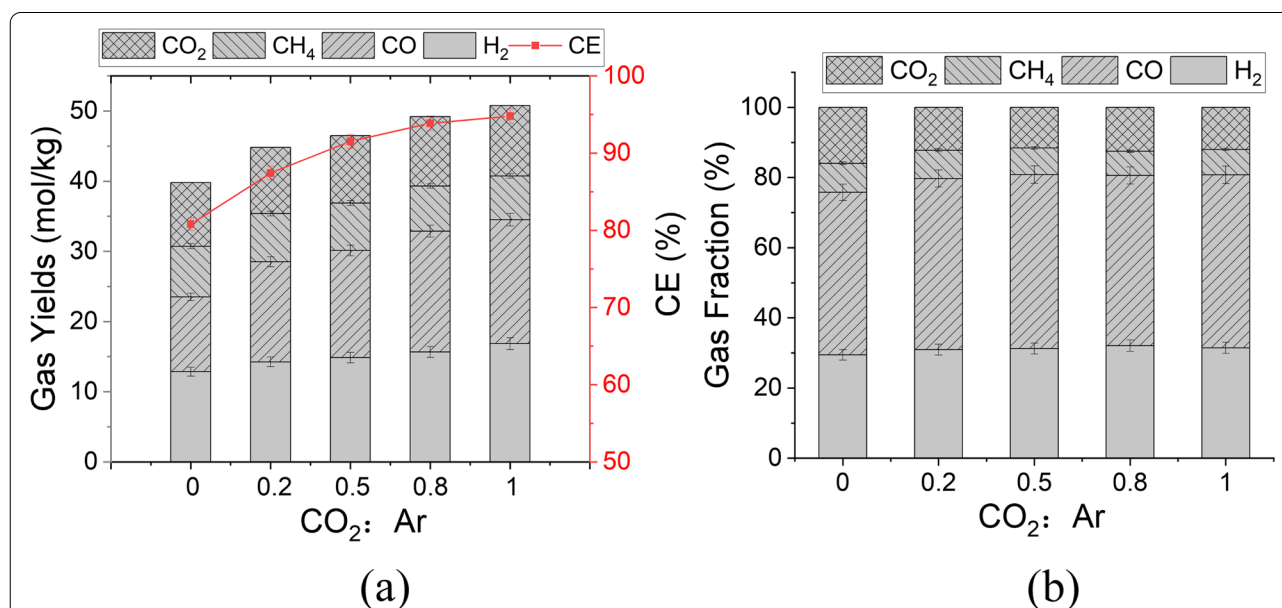 CO₂ CH₄ CO H₂ CE
Gas Yields (mol/kg)
50
40
30
20
10
0
0 0.2 0.5 0.8 1
CO₂: Ar
100
90
80
70
60
50
CE (%)
(a)
CO₂ CH₄ CO H₂
Gas Fraction (%)
100
80
60
40
20
0
0 0.2 0.5 0.8 1
CO₂: Ar
(b)